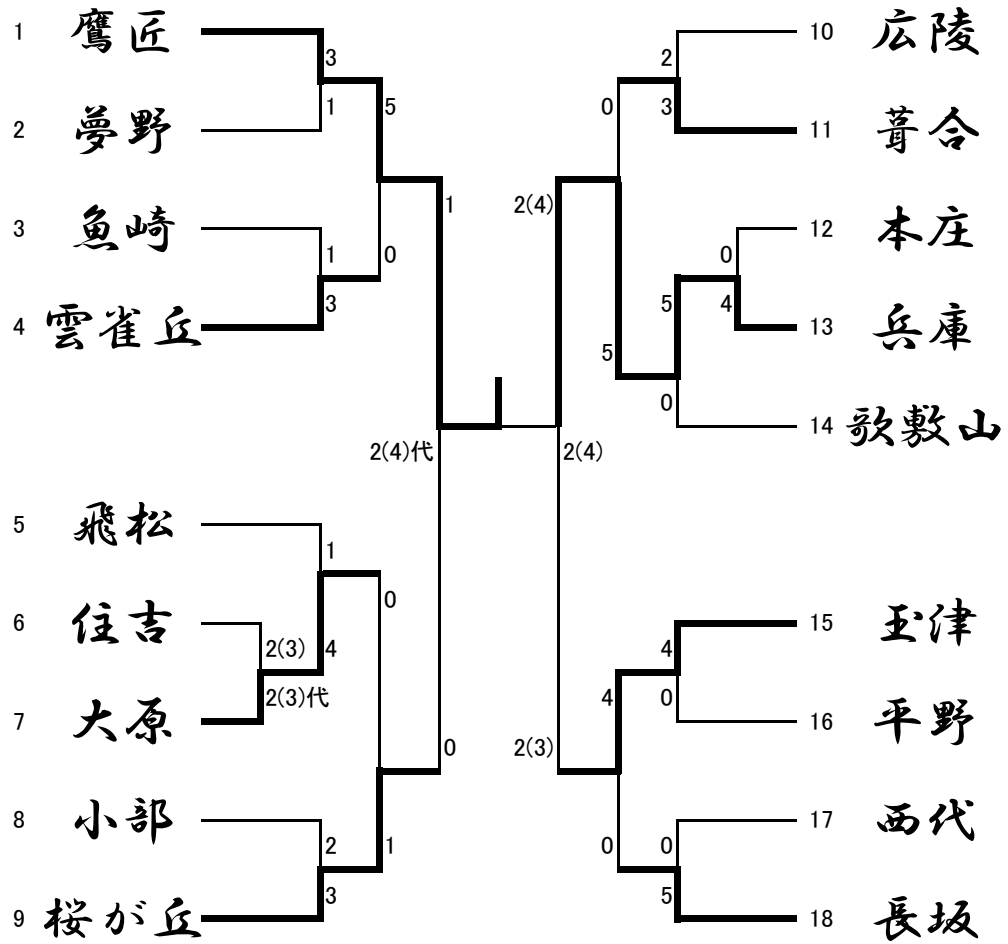 1 鷹匠
3
1
2 夢野
5
3 魚崎
1
3
4 雲雀丘
0
1
2(4)代
5 飛松
1
6 住吉
2(3)
4
2(3)代
7 大原
0
0
8 小部
2
1
3
9 桜が丘
10 広陵
2
3
0
11 葺合
2(4)
12 本庄
0
5
4
13 兵庫
5
0
14 歌敷山
2(4)
15 玉津
4
0
4
16 平野
2(3)
17 西代
0
0
5
18 長坂